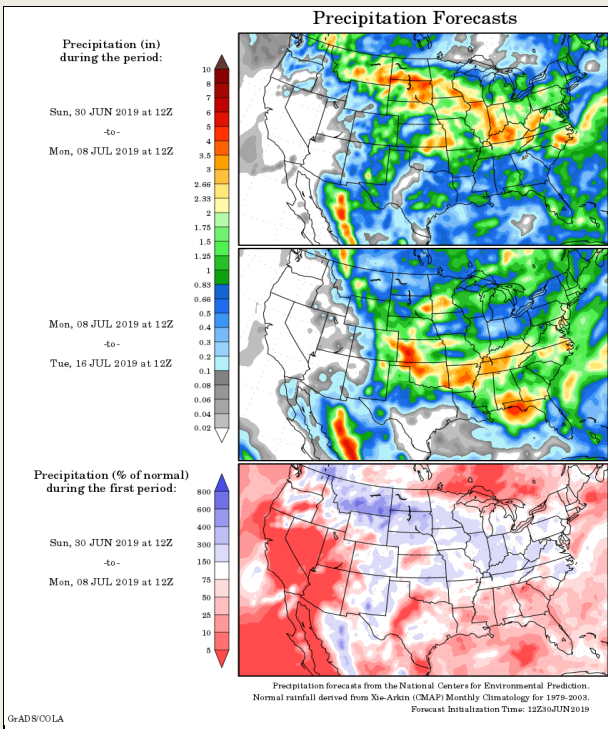 Precipitation Forecasts
Precipitation (in)
during the period:
Sun, 30 JUN 2019 at 12Z
-to-
Mon, 08 JUL 2019 at 12Z
10
8
7
6
5
4
3.5
3
2.66
2.33
2
1.75
1.5
1.25
1
0.83
0.66
0.5
0.4
0.3
0.2
0.1
0.08
0.06
0.04
0.02
Mon, 08 JUL 2019 at 12Z
-to-
Tue, 16 JUL 2019 at 12Z
Precipitation (% of normal)
during the first period:
Sun, 30 JUN 2019 at 12Z
-to-
Mon, 08 JUL 2019 at 12Z
800
600
400
300
150
75
50
25
10
5
Precipitation forecasts from the National Centers for Environmental Prediction.
Normal rainfall derived from Xie-Arkin (CMAP) Monthly Climatology for 1979-2003.
Forecast Initialization Time: 12Z30JUN2019
GrADS/COLA